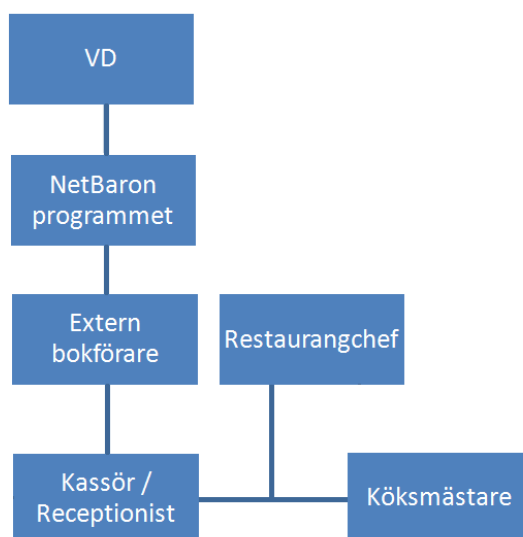 VD
NetBaron
programmet
Extern
bokförare
Restaurangchef
Kassör /
Receptionist
Köksmästare